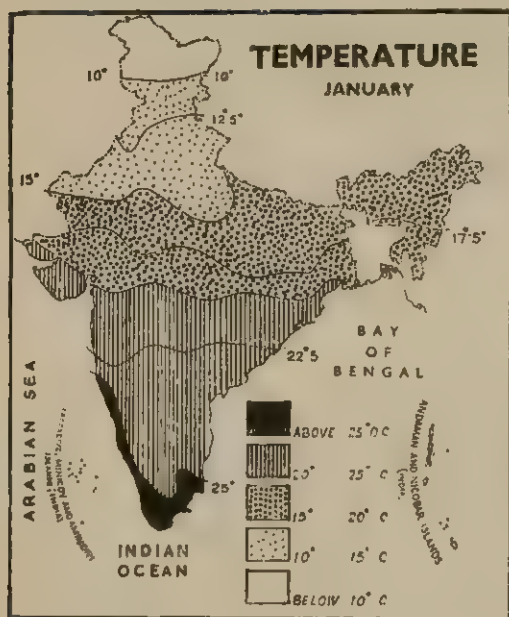 TEMPERATURE
JANUARY
10° 10°
12·5°
15°
17·5°
BAY
OF
BENGAL
22·5
ARABIAN SEA
25°
INDIAN
OCEAN
ANDAMAN AND NICOBAR ISLANDS
ABOVE 25°0 C
20° 25° C
15° 20° C
10° 15° C
BELOW 10° C